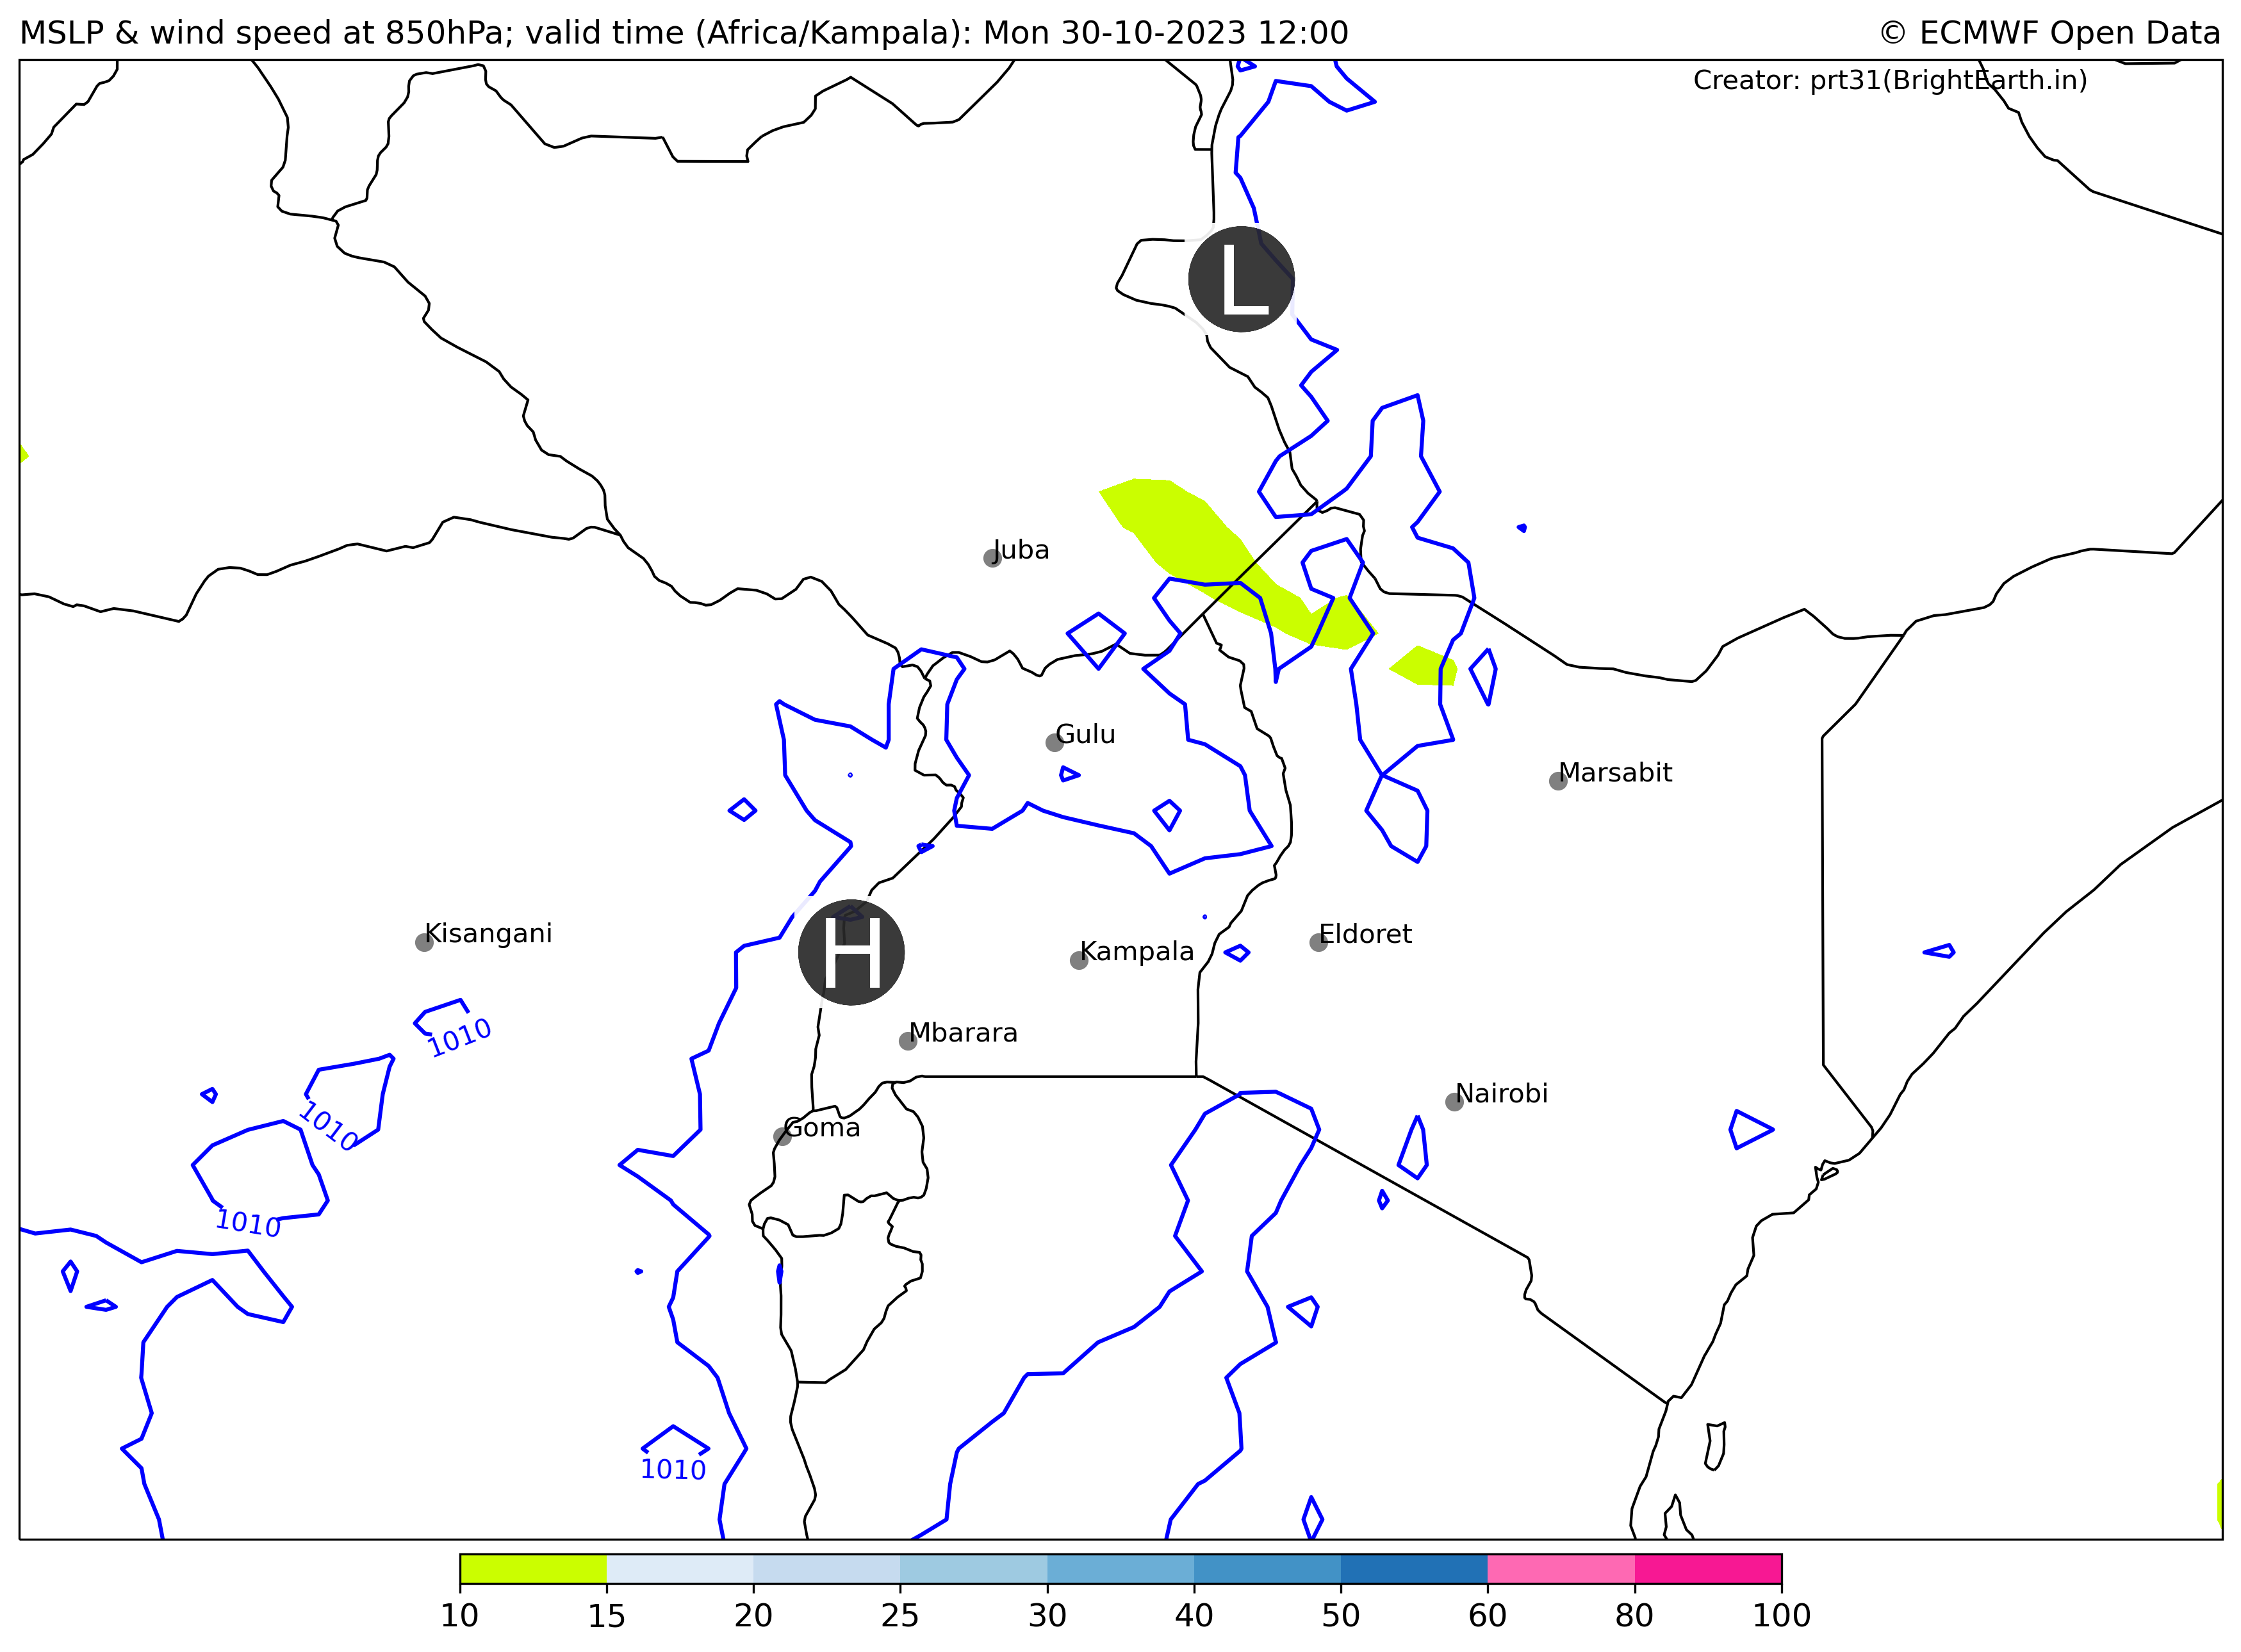 MSLP & wind speed at 850hPa; valid time (Africa/Kampala): Mon 30-10-2023 12:00
© ECMWF Open Data
Creator: prt31(BrightEarth.in)
L
Juba
Gulu
Marsabit
Kisangani
Eldoret
H
Kampala
1010
Mbarara
Nairobi
1010
Goma
1010
1010
10 15 20 25 30 40 50 60 80 100